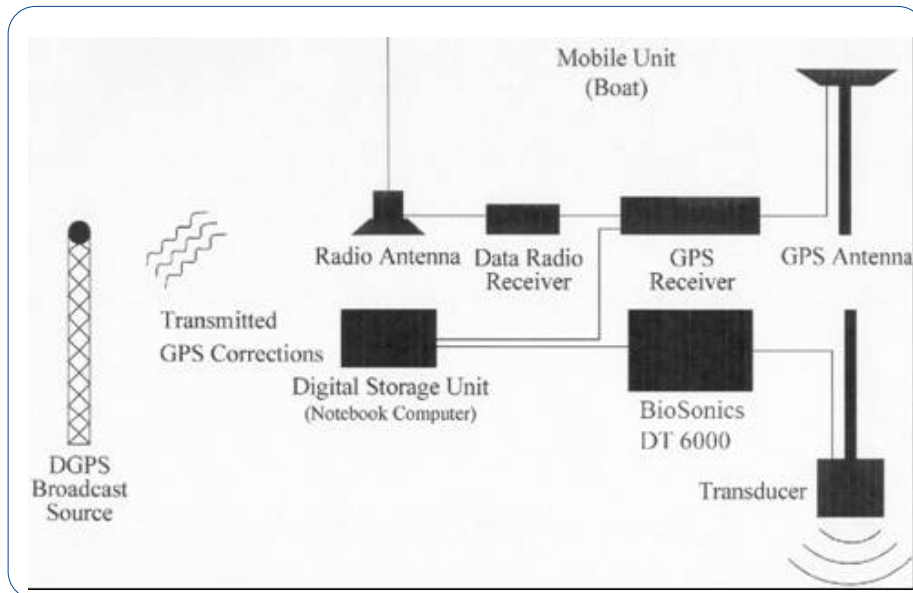 Mobile Unit
(Boat)
Radio Antenna
Data Radio
Receiver
GPS
Receiver
GPS Antenna
Transmitted
GPS Corrections
Digital Storage Unit
(Notebook Computer)
BioSonics
DT 6000
DGPS
Broadcast
Source
Transducer